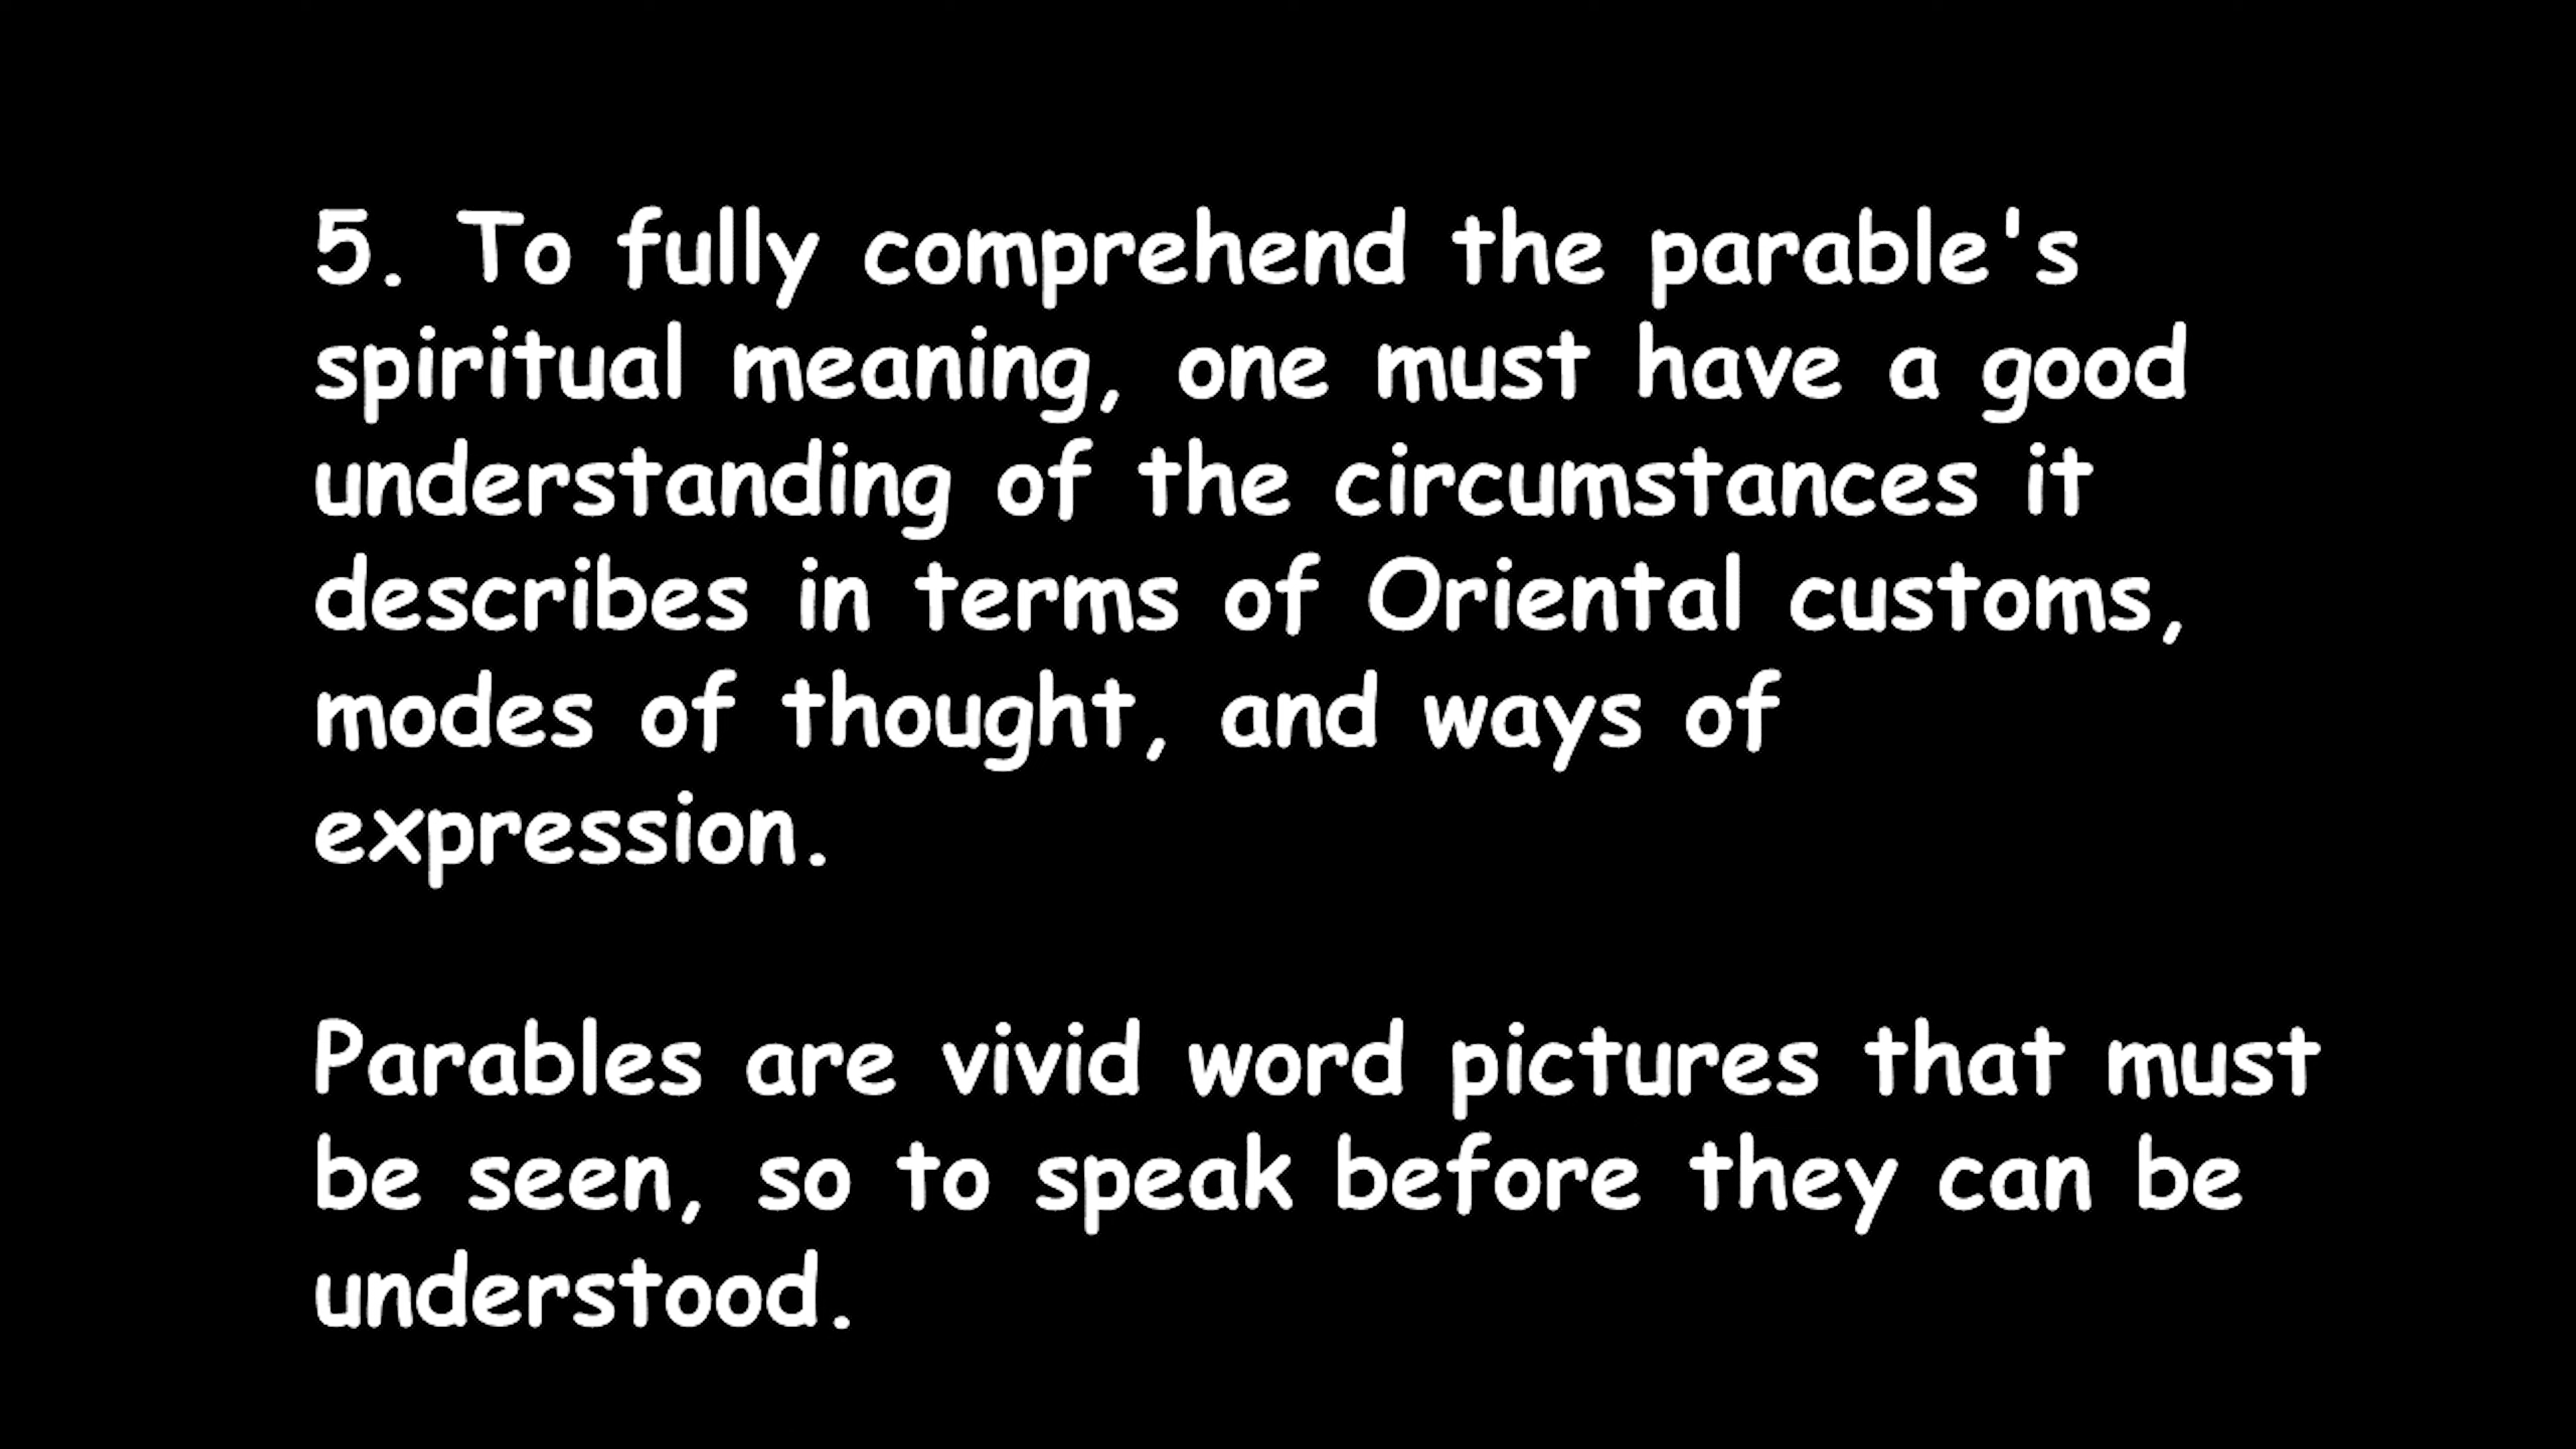 5. To fully comprehend the parable's
spiritual meaning, one must have a good
understanding of the circumstances it
describes in terms of Oriental customs,
modes of thought, and ways of
expression.
Parables are vivid word pictures that must
be seen, so to speak before they can be
understood.